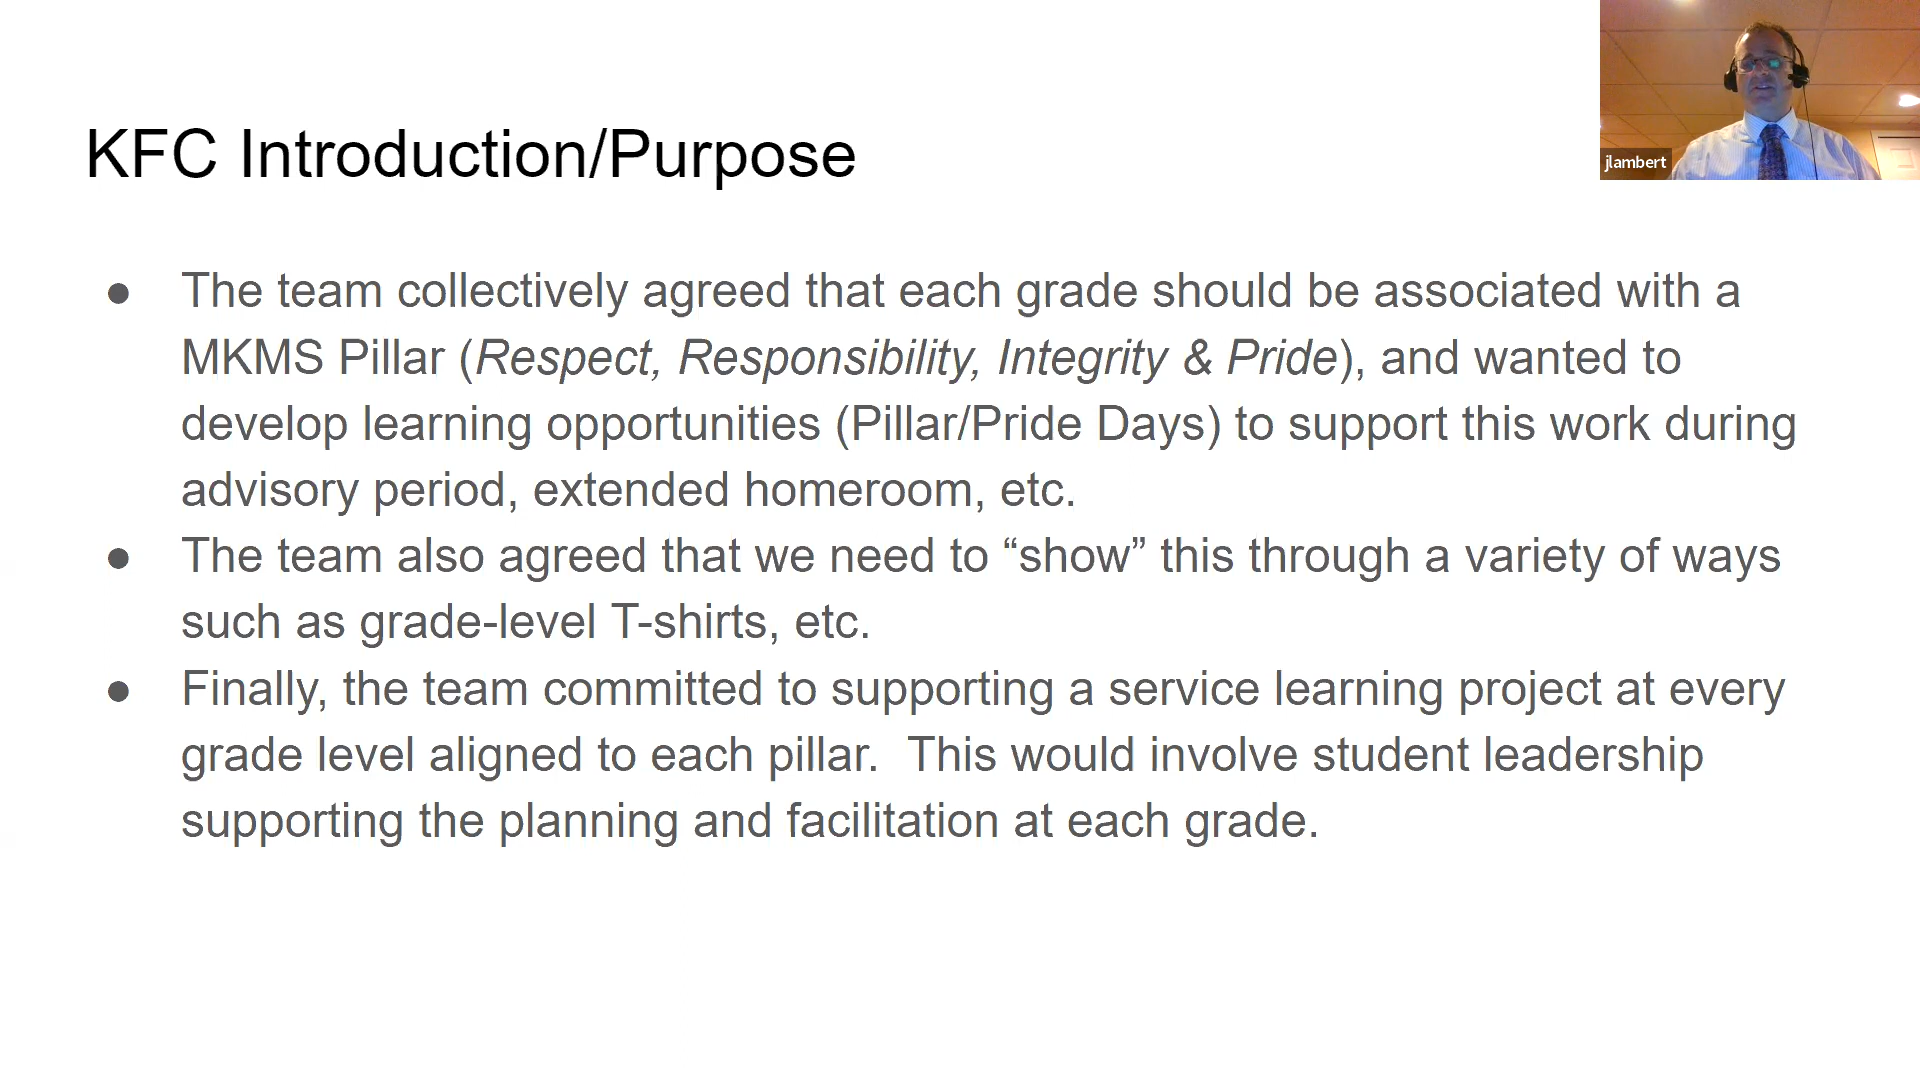 jlambert
KFC Introduction/Purpose
● The team collectively agreed that each grade should be associated with a
MKMS Pillar (Respect, Responsibility, Integrity & Pride), and wanted to
develop learning opportunities (Pillar/Pride Days) to support this work during
advisory period, extended homeroom, etc.
● The team also agreed that we need to “show” this through a variety of ways
such as grade-level T-shirts, etc.
● Finally, the team committed to supporting a service learning project at every
grade level aligned to each pillar.  This would involve student leadership
supporting the planning and facilitation at each grade.